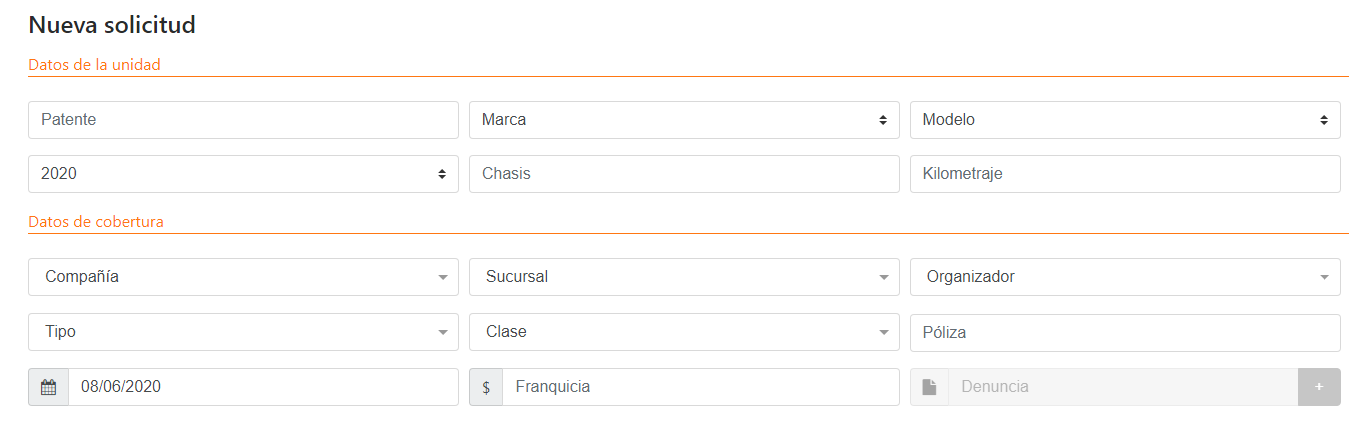 Nueva solicitud
Datos de la unidad
Patente Marca Modelo
2020 Chasis Kilometraje
Datos de cobertura
Compañía Sucursal Organizador
Tipo Clase Póliza
08/06/2020 $ Franquicia Denuncia +